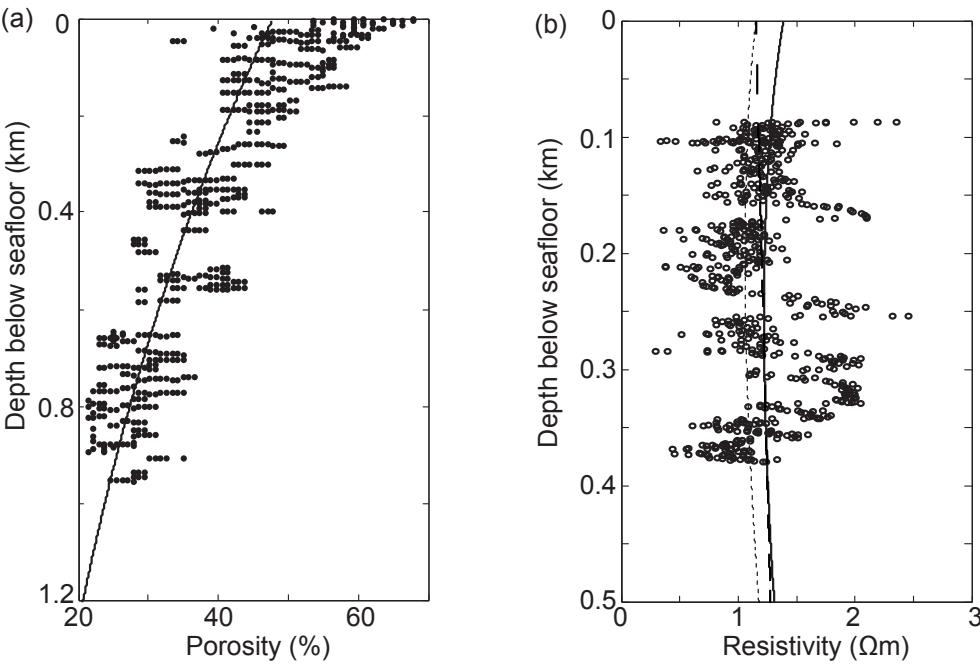 (a)
0
0.4
0.8
1.2
Depth below seafloor (km)
20
40
60
Porosity (%)
(b)
0
0.1
0.2
0.3
0.4
0.5
Depth below seafloor (km)
0
1
2
3
Resistivity (Ωm)